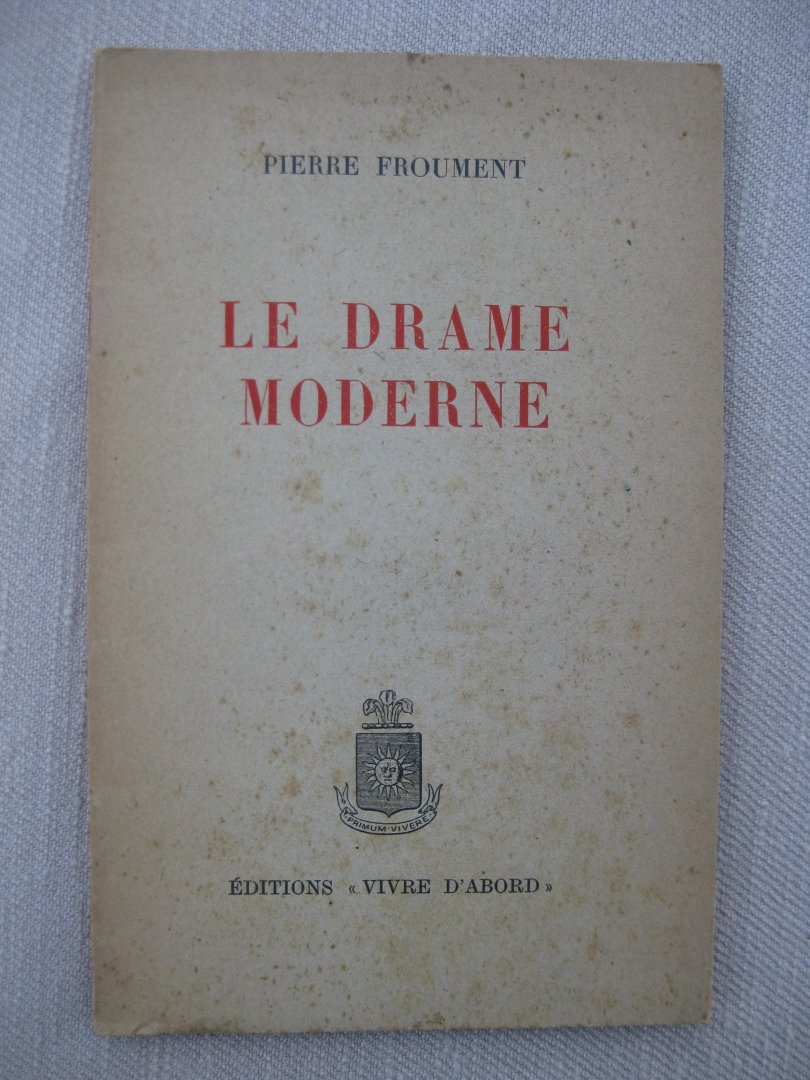 PIERRE FROUMENT
LE DRAME
MODERNE
PRIMUM·VIVERE
ÉDITIONS « VIVRE D'ABORD »